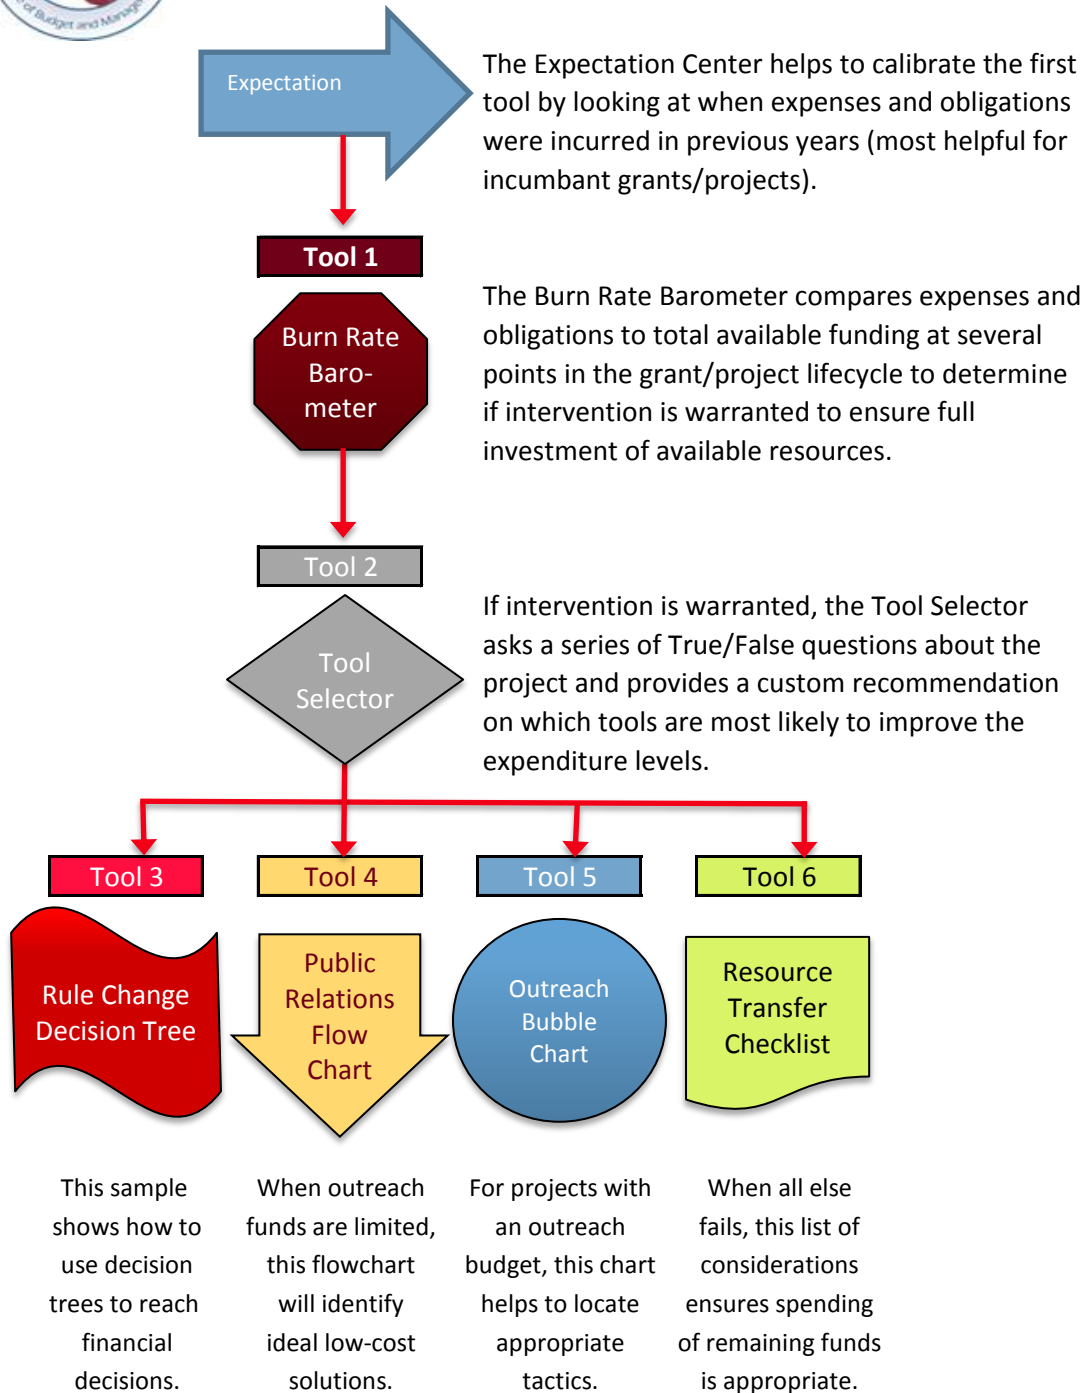 of Budget and Manage
Expectation
The Expectation Center helps to calibrate the first
tool by looking at when expenses and obligations
were incurred in previous years (most helpful for
incumbant grants/projects).
Tool 1
Burn Rate
Baro-
meter
The Burn Rate Barometer compares expenses and
obligations to total available funding at several
points in the grant/project lifecycle to determine
if intervention is warranted to ensure full
investment of available resources.
Tool 2
Tool
Selector
If intervention is warranted, the Tool Selector
asks a series of True/False questions about the
project and provides a custom recommendation
on which tools are most likely to improve the
expenditure levels.
Tool 3
Rule Change
Decision Tree
This sample
shows how to
use decision
trees to reach
financial
decisions.
Tool 4
Public
Relations
Flow
Chart
When outreach
funds are limited,
this flowchart
will identify
ideal low-cost
solutions.
Tool 5
Outreach
Bubble
Chart
For projects with
an outreach
budget, this chart
helps to locate
appropriate
tactics.
Tool 6
Resource
Transfer
Checklist
When all else
fails, this list of
considerations
ensures spending
of remaining funds
is appropriate.